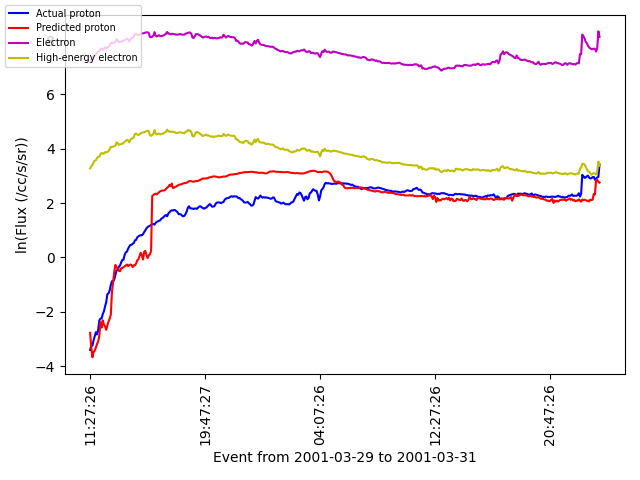 Actual proton
Predicted proton
Electron
High-energy electron
ln(Flux (/cc/s/sr))
6
4
2
0
−2
−4
11:27:26
19:47:27
04:07:26
12:27:26
20:47:26
Event from 2001-03-29 to 2001-03-31